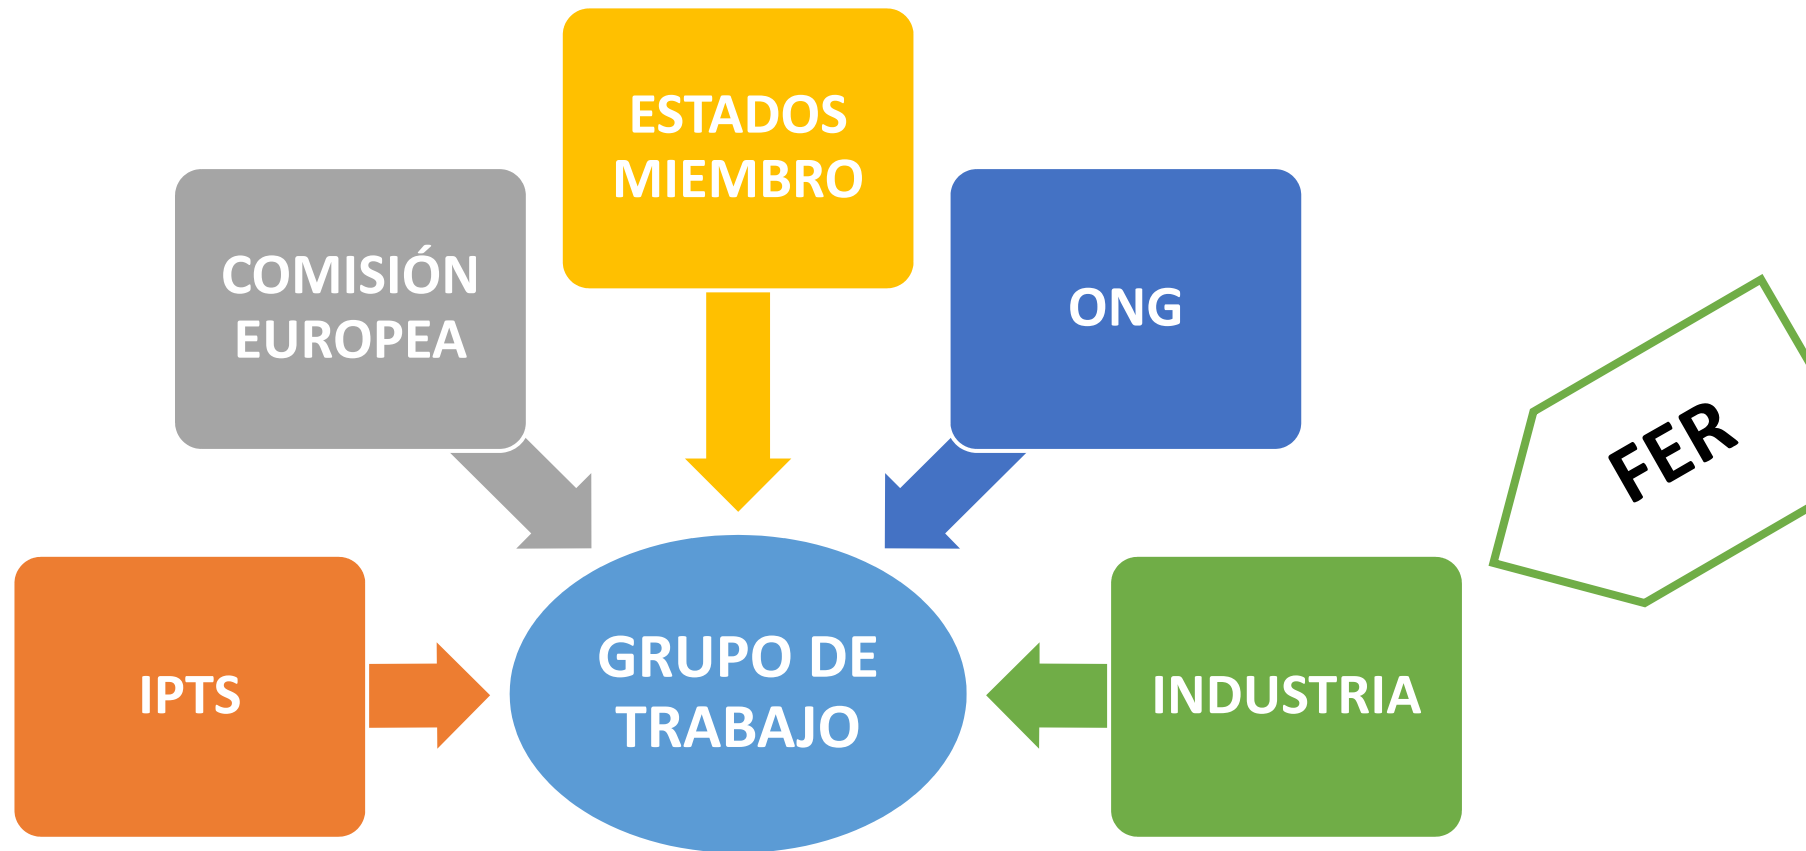 ESTADOS
MIEMBRO
COMISIÓN
EUROPEA
ONG
FER
IPTS
GRUPO DE
TRABAJO
INDUSTRIA